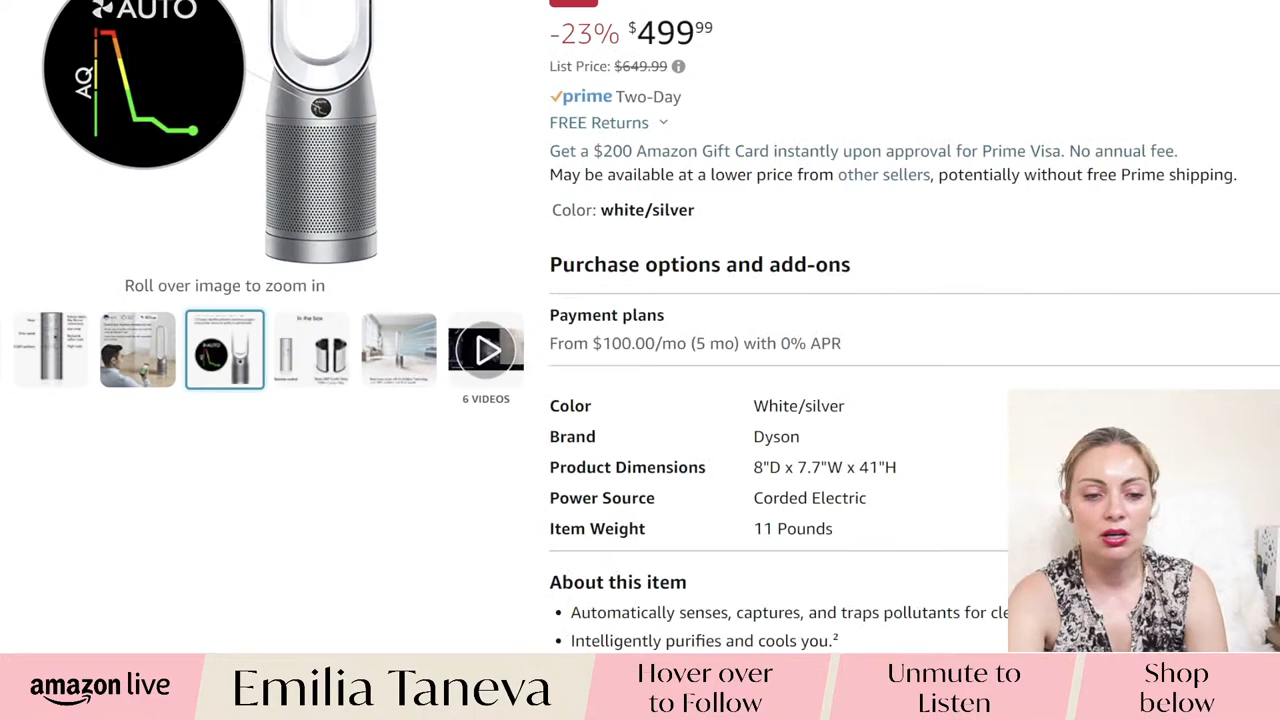 AUTO
AQ
-23% $499.99
List Price: $649.99
prime Two-Day
FREE Returns
Get a $200 Amazon Gift Card instantly upon approval for Prime Visa. No annual fee.
May be available at a lower price from other sellers, potentially without free Prime shipping.
Color: white/silver
Roll over image to zoom in
In the box
6 VIDEOS
Purchase options and add-ons
Payment plans
From $100.00/mo (5 mo) with 0% APR
Color White/silver
Brand Dyson
Product Dimensions 8"D x 7.7"W x 41"H
Power Source Corded Electric
Item Weight 11 Pounds
About this item
• Automatically senses, captures, and traps pollutants for cle
• Intelligently purifies and cools you.²
amazon live
Emilia Taneva
Hover over
to Follow
Unmute to
Listen
Shop
below